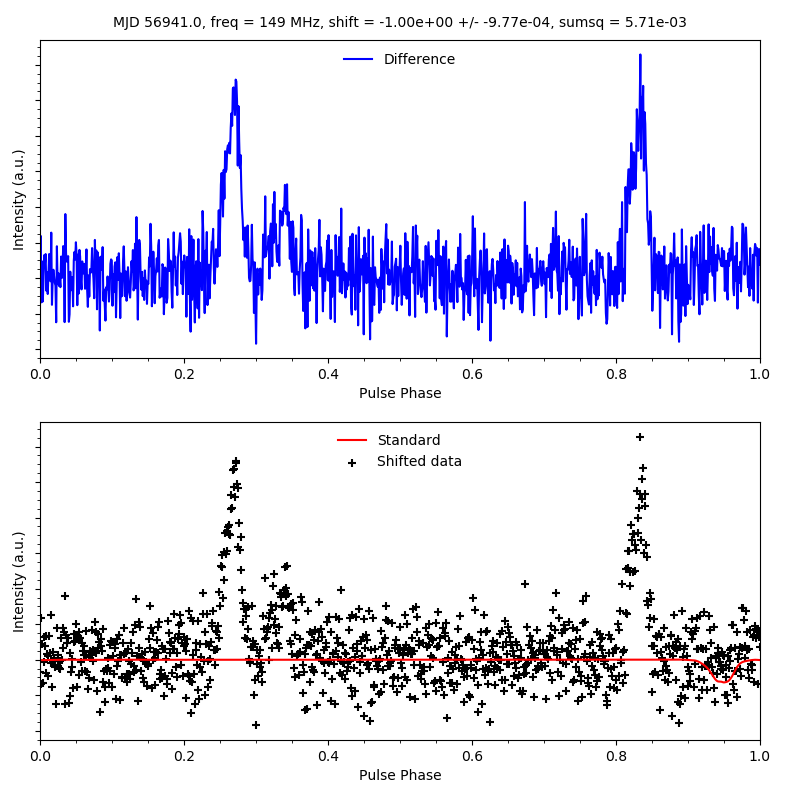 MJD 56941.0, freq = 149 MHz, shift = -1.00e+00 +/- -9.77e-04, sumsq = 5.71e-03
Difference
Intensity (a.u.)
0.0 0.2 0.4 0.6 0.8 1.0
Pulse Phase
Standard
Shifted data
Intensity (a.u.)
0.0 0.2 0.4 0.6 0.8 1.0
Pulse Phase